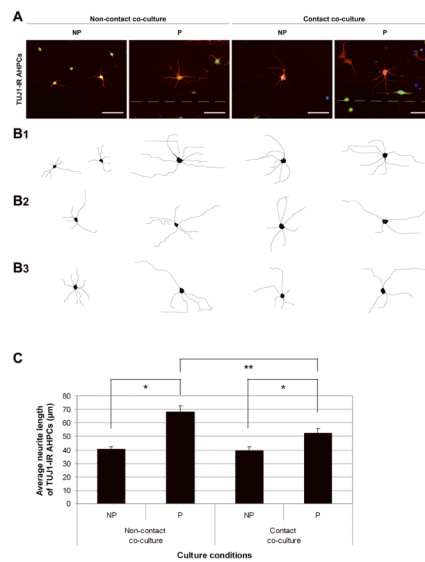 A
Non-contact co-culture Contact co-culture
NP P NP P
TUJ1-IR AHPCs
B1
B2
B3
C
**
* *
Average neurite length
of TUJ1-IR AHPCs (µm)
80
70
60
50
40
30
20
10
0
NP P NP P
Non-contact
co-culture
Contact
co-culture
Culture conditions